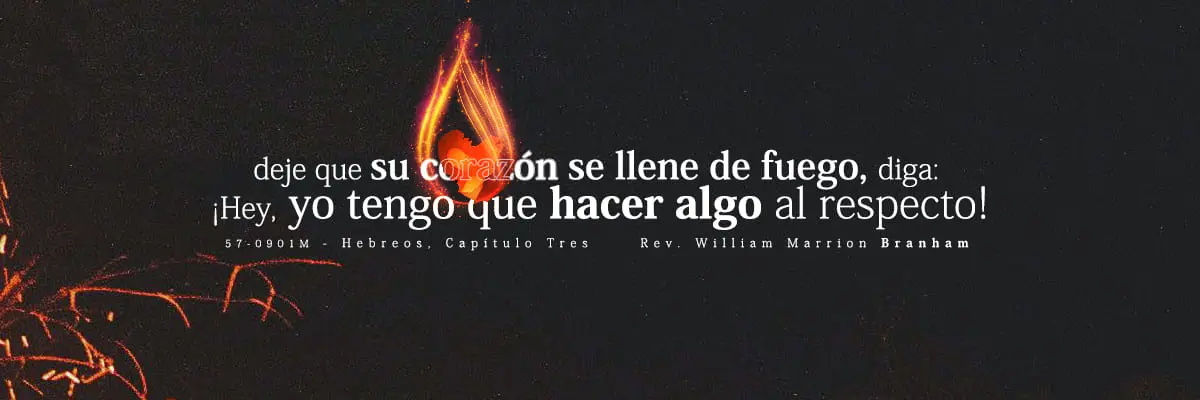 deje que su corazón se llene de fuego, diga:
¡Hey, yo tengo que hacer algo al respecto!
57-0901M - Hebreos, Capítulo Tres Rev. William Marrion Branham